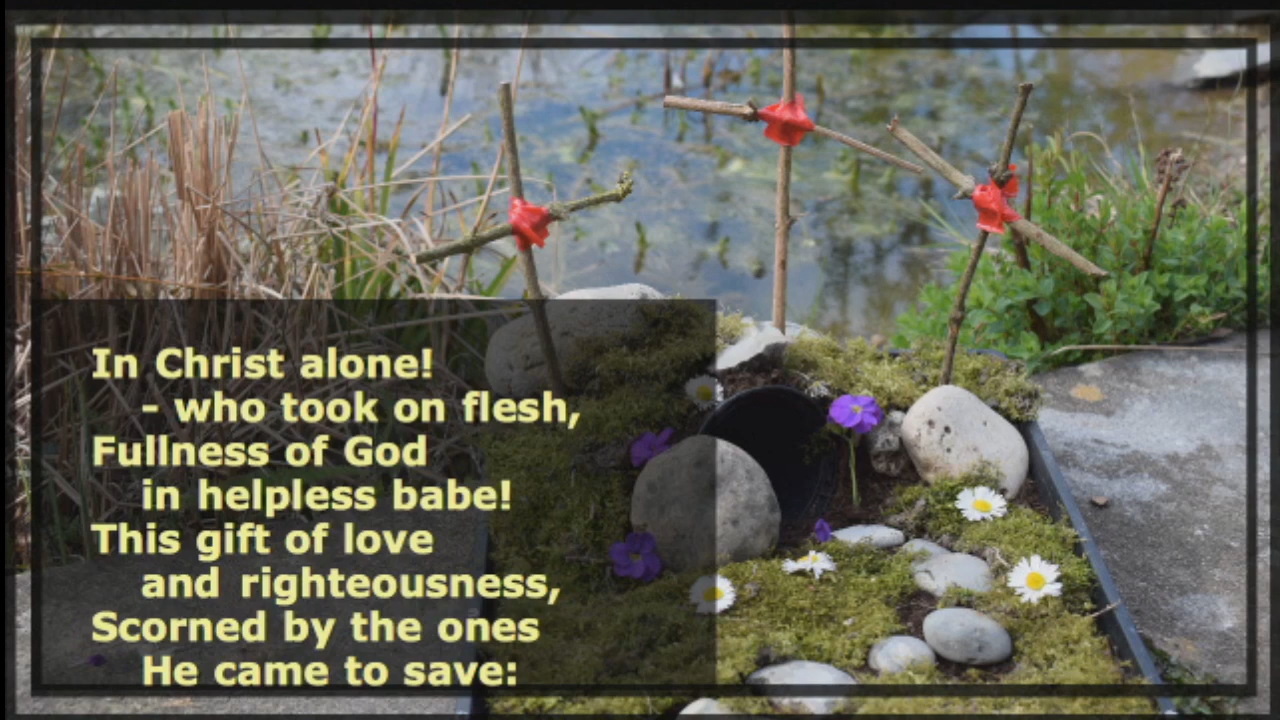 In Christ alone!
- who took on flesh,
Fullness of God
in helpless babe!
This gift of love
and righteousness,
Scorned by the ones
He came to save: